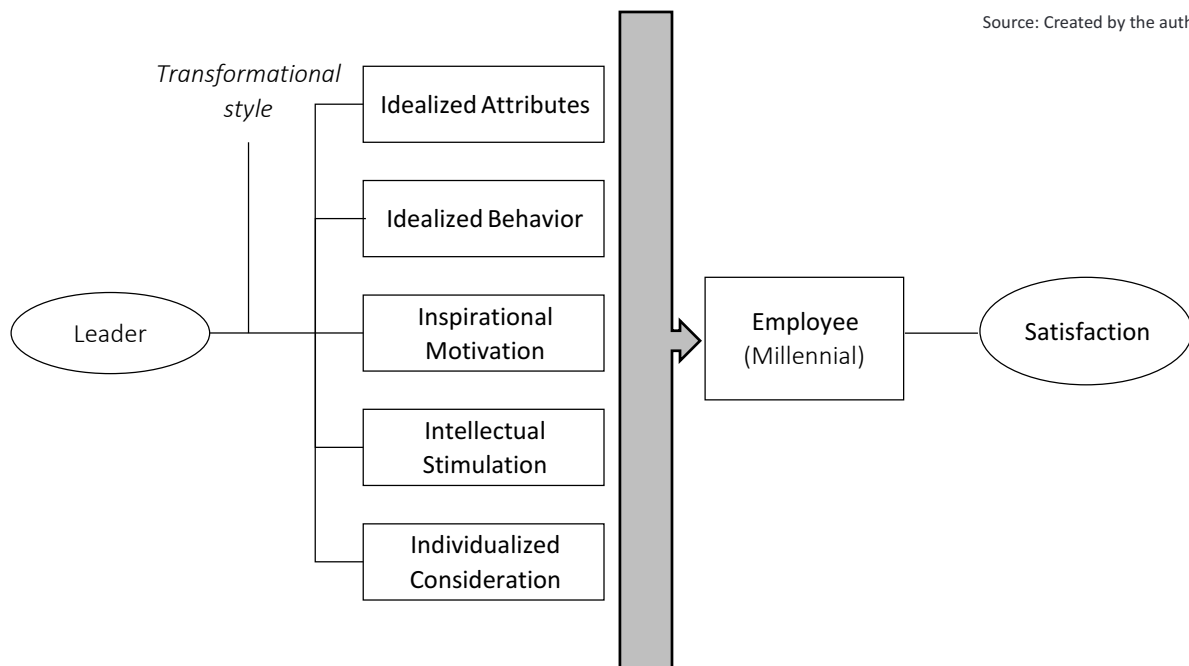 Source: Created by the auth
Transformational
style
Idealized Attributes
Idealized Behavior
Inspirational
Motivation
Leader
Employee
(Millennial)
Satisfaction
Intellectual
Stimulation
Individualized
Consideration